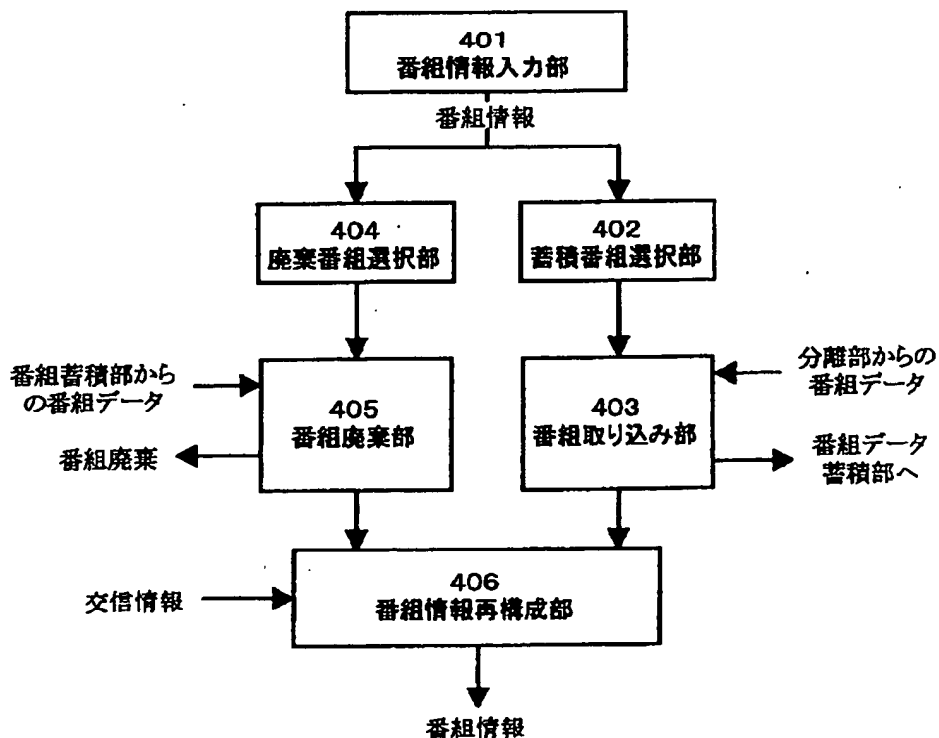 401
番組情報入力部
番組情報
404
廃棄番組選択部
402
蓄積番組選択部
番組蓄積部から
の番組データ
405
番組廃棄部
番組廃棄
分離部からの
番組データ
403
番組取り込み部
番組データ
蓄積部へ
交信情報
406
番組情報再構成部
番組情報